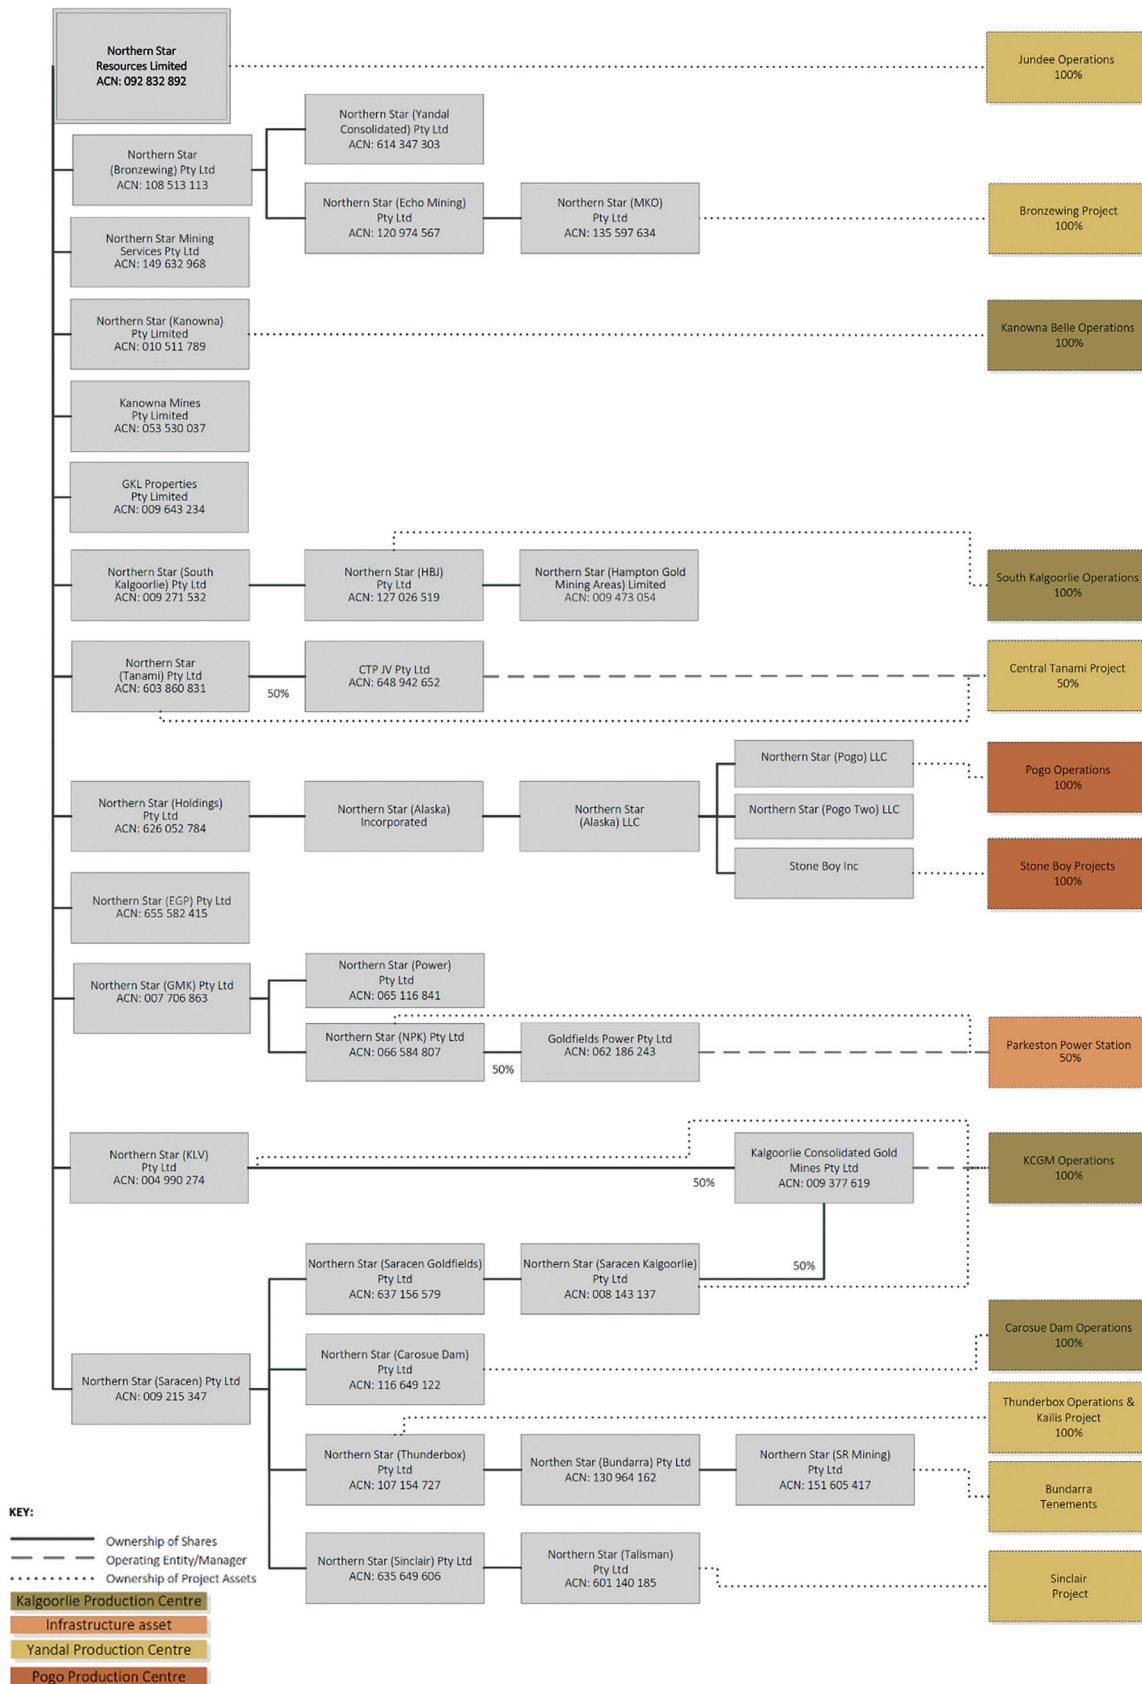 Northern Star
Resources Limited
ACN: 092 832 892
Jundee Operations
100%
Northern Star (Yandal
Consolidated) Pty Ltd
ACN: 614 347 303
Northern Star
(Bronzewing) Pty Ltd
ACN: 108 513 113
Northern Star (Echo Mining)
Pty Ltd
ACN: 120 974 567
Northern Star (MKO)
Pty Ltd
ACN: 135 597 634
Bronzewing Project
100%
Northern Star Mining
Services Pty Ltd
ACN: 149 632 968
Northern Star (Kanowna)
Pty Limited
ACN: 010 511 789
Kanowna Belle Operations
100%
Kanowna Mines
Pty Limited
ACN: 053 530 037
GKL Properties
Pty Limited
ACN: 009 643 234
Northern Star (South
Kalgoorlie) Pty Ltd
ACN: 009 271 532
Northern Star (HBJ)
Pty Ltd
ACN: 127 026 519
Northern Star (Hampton Gold
Mining Areas) Limited
ACN: 009 473 054
South Kalgoorlie Operations
100%
Northern Star
(Tanami) Pty Ltd
ACN: 603 860 831
50%
CTP JV Pty Ltd
ACN: 648 942 652
Central Tanami Project
50%
Northern Star (Holdings)
Pty Ltd
ACN: 626 052 784
Northern Star (Alaska)
Incorporated
Northern Star
(Alaska) LLC
Northern Star (Pogo) LLC
Northern Star (Pogo Two) LLC
Stone Boy Inc
Pogo Operations
100%
Stone Boy Projects
100%
Northern Star (EGP) Pty Ltd
ACN: 655 582 415
Northern Star (GMK) Pty Ltd
ACN: 007 706 863
Northern Star (Power)
Pty Ltd
ACN: 065 116 841
Northern Star (NPK) Pty Ltd
ACN: 066 584 807
50%
Goldfields Power Pty Ltd
ACN: 062 186 243
Parkeston Power Station
50%
Northern Star (KLV)
Pty Ltd
ACN: 004 990 274
50%
Kalgoorlie Consolidated Gold
Mines Pty Ltd
ACN: 009 377 619
KCGM Operations
100%
Northern Star (Saracen Goldfields)
Pty Ltd
ACN: 637 156 579
Northern Star (Saracen Kalgoorlie)
Pty Ltd
ACN: 008 143 137
50%
Northern Star (Saracen) Pty Ltd
ACN: 009 215 347
Northern Star (Carosue Dam)
Pty Ltd
ACN: 116 649 122
Carosue Dam Operations
100%
Thunderbox Operations &
Kailis Project
100%
Northern Star (Thunderbox)
Pty Ltd
ACN: 107 154 727
Northen Star (Bundarra) Pty Ltd
ACN: 130 964 162
Northern Star (SR Mining)
Pty Ltd
ACN: 151 605 417
Bundarra
Tenements
Northern Star (Sinclair) Pty Ltd
ACN: 635 649 606
Northern Star (Talisman)
Pty Ltd
ACN: 601 140 185
Sinclair
Project
KEY:
Ownership of Shares
Operating Entity/Manager
Ownership of Project Assets
Kalgoorlie Production Centre
Infrastructure asset
Yandal Production Centre
Pogo Production Centre